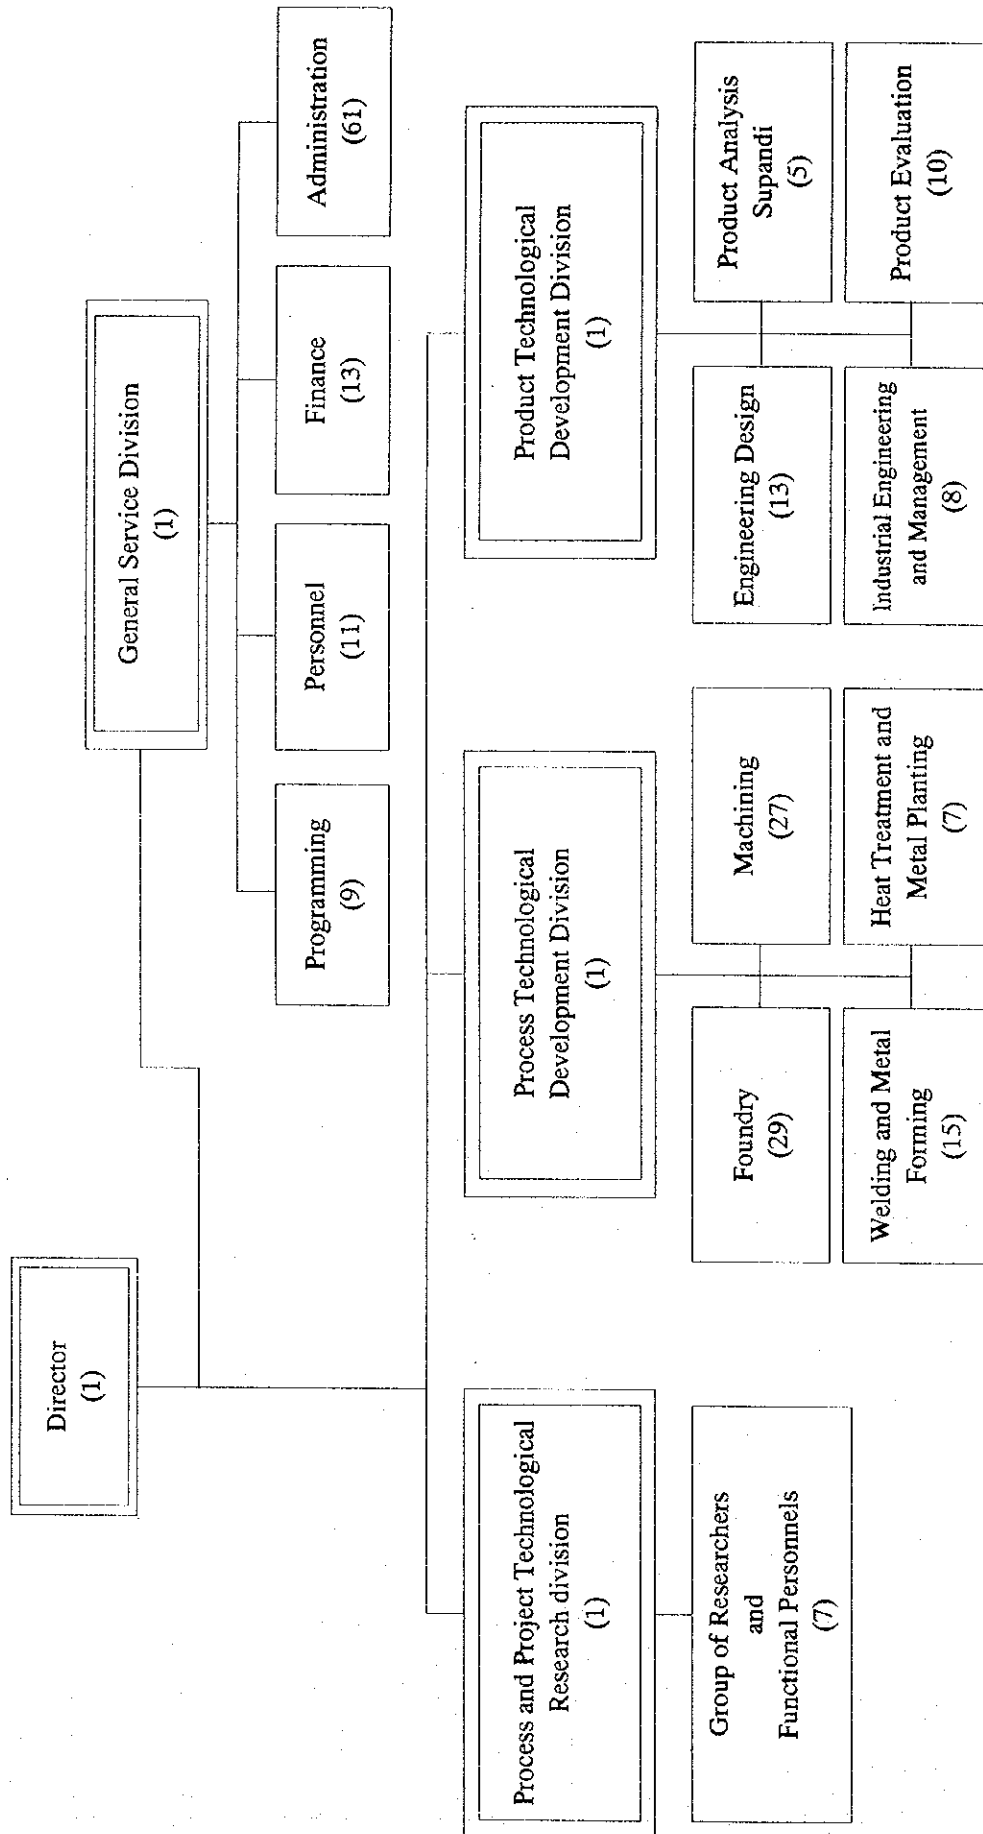 Director
(1)
General Service Division
(1)
Programming
(9)
Personnel
(11)
Finance
(13)
Administration
(61)
Process and Project Technological
Research division
(1)
Process Technological
Development Division
(1)
Product Technological
Development Division
(1)
Group of Researchers
and
Functional Personnels
(7)
Foundry
(29)
Machining
(27)
Welding and Metal
Forming
(15)
Heat Treatment and
Metal Planting
(7)
Engineering Design
(13)
Product Analysis
Supandi
(5)
Industrial Engineering
and Management
(8)
Product Evaluation
(10)